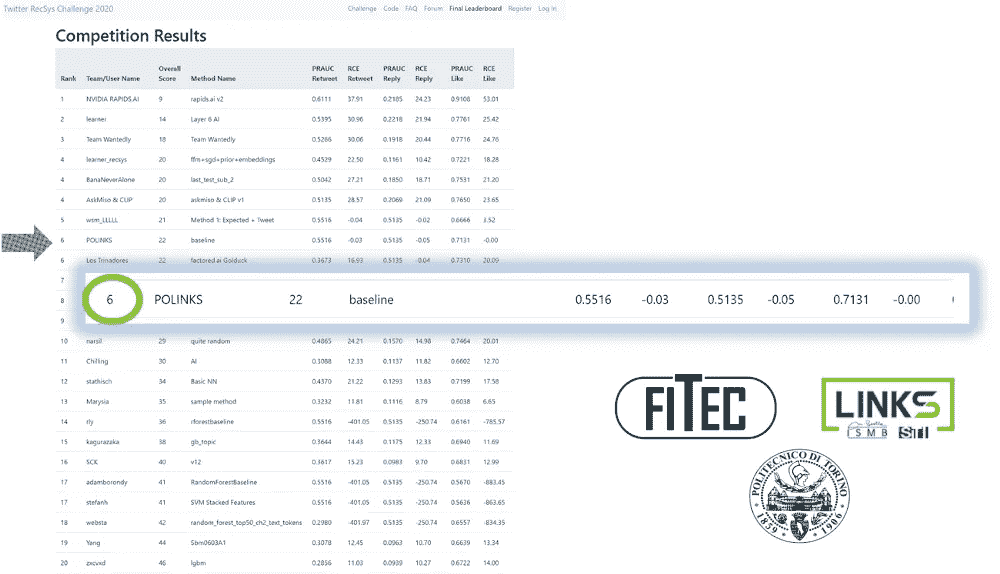 Twitter RecSys Challenge 2020 Challenge Code FAQ Forum Final Leaderboard Register Log in
Competition Results
Rank Team/User Name Overall Score Method Name PRAUC Retweet RCE Retweet PRAUC Reply RCE Reply PRAUC Like RCE Like
1 NVIDIA RAPIDS.AI 9 rapids.ai v2 0.6111 37.91 0.2185 24.23 0.9108 53.01
2 learner 14 Layer 6 AI 0.5395 30.96 0.2218 21.94 0.7761 25.42
3 Team Wantedly 18 Team Wantedly 0.5286 30.06 0.1918 20.44 0.7716 24.76
4 learner_recsys 20 ffm+sgd+prior+embeddings 0.4529 22.50 0.1161 10.42 0.7221 18.28
4 BanaNeverAlone 20 last_test_sub_2 0.5042 27.21 0.1850 18.71 0.7531 21.20
4 AskMiso & CLIP 20 askmiso & CLIP v1 0.5135 28.57 0.2069 21.09 0.7650 23.65
5 wsm_LLLLL 21 Method 1: Expected + Tweet 0.5516 -0.04 0.5135 -0.02 0.6666 3.52
6 POLINKS 22 baseline 0.5516 -0.03 0.5135 -0.05 0.7131 -0.00
6 Los Trinadores 22 factored.ai Golduck 0.3673 16.93 0.5135 -0.04 0.7310 20.09
7
6 POLINKS 22 baseline 0.5516 -0.03 0.5135 -0.05 0.7131 -0.00
8
9
10 narsil 29 quite random 0.4865 24.21 0.1570 14.98 0.7464 20.01
11 Chilling 30 AI 0.3088 12.33 0.1137 11.82 0.6602 12.70
12 stathisch 34 Basic NN 0.4370 21.22 0.1293 13.83 0.7199 17.58
13 Marysia 35 sample method 0.3232 11.81 0.1116 8.79 0.6038 6.65
14 rly 36 rforestbaseline 0.5516 -401.05 0.5135 -250.74 0.6161 -785.57
15 kagurazaka 38 gb_topic 0.3644 14.43 0.1175 12.33 0.6940 11.69
16 SCK 40 v12 0.3617 15.23 0.0983 9.70 0.6831 12.99
17 adamborondy 41 RandomForestBaseline 0.5516 -401.05 0.5135 -250.74 0.5670 -883.45
17 stefanh 41 SVM Stacked Features 0.5516 -401.05 0.5135 -250.74 0.5636 -863.65
18 websta 42 random_forest_top50_ch2_text_tokens 0.2980 -401.97 0.5135 -250.74 0.6557 -834.35
19 Yang 44 Sbm0603A1 0.3078 12.45 0.0963 10.70 0.6639 13.34
20 zxcvxd 46 lgbm 0.2856 11.03 0.0939 10.27 0.6722 14.00
FITEC
LINKS
ISMB STI
POLITECNICO DI TORINO
1859 1906